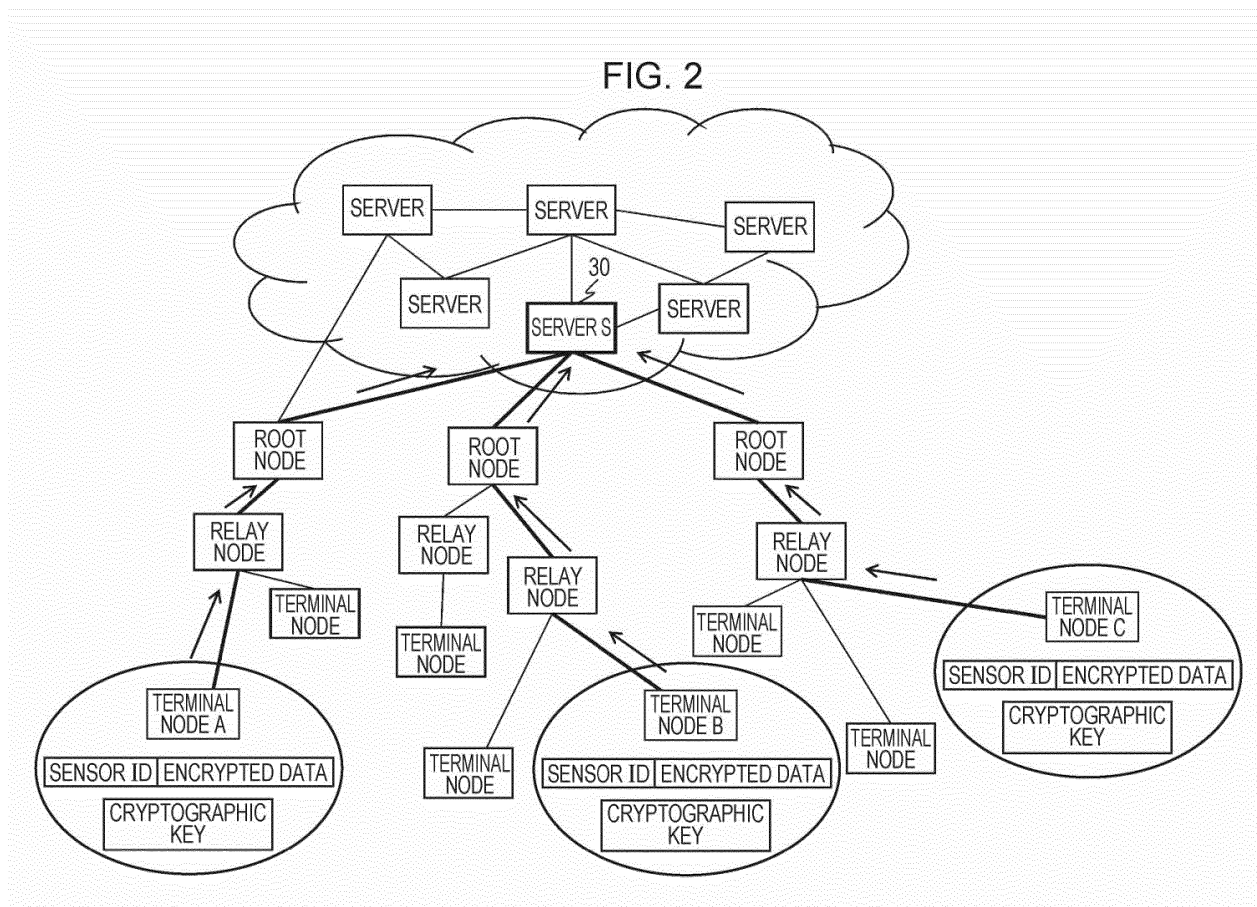 FIG. 2
SERVER
SERVER
SERVER
SERVER
30
SERVER
SERVER S
ROOT
NODE
ROOT
NODE
ROOT
NODE
RELAY
NODE
RELAY
NODE
RELAY
NODE
RELAY
NODE
TERMINAL
NODE
TERMINAL
NODE
TERMINAL
NODE
TERMINAL
NODE C
SENSOR ID ENCRYPTED DATA
CRYPTOGRAPHIC
KEY
TERMINAL
NODE A
SENSOR ID ENCRYPTED DATA
CRYPTOGRAPHIC
KEY
TERMINAL
NODE
TERMINAL
NODE B
SENSOR ID ENCRYPTED DATA
CRYPTOGRAPHIC
KEY
TERMINAL
NODE